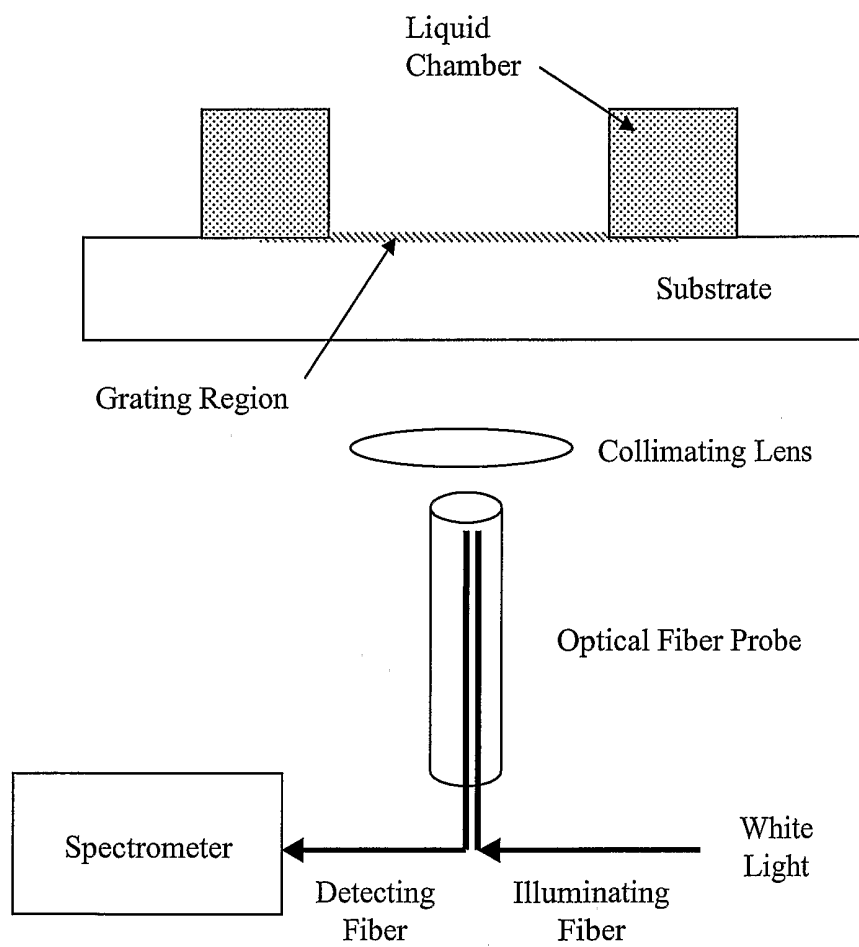 Liquid
Chamber
Substrate
Grating Region
Collimating Lens
Optical Fiber Probe
Spectrometer
White
Light
Detecting
Fiber
Illuminating
Fiber